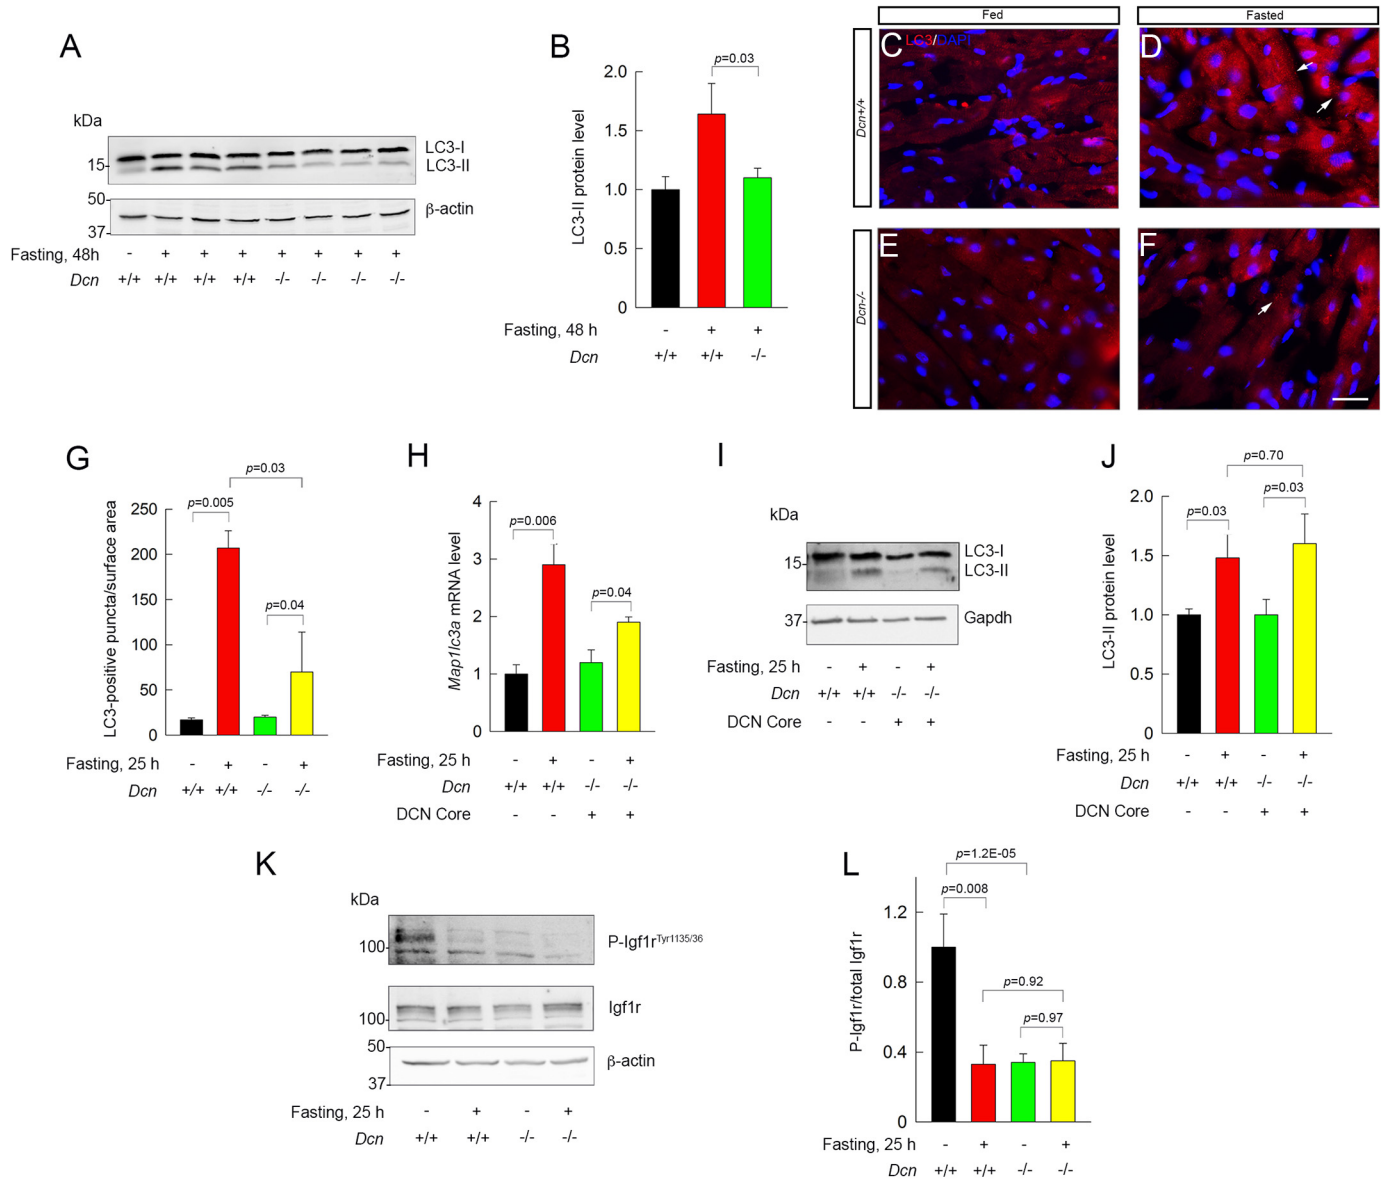 A
kDa
15
LC3-I
LC3-II
50
37
β-actin
Fasting, 48h - + + + + + + +
Dcn +/+ +/+ +/+ +/+ -/- -/- -/- -/-
B
p=0.03
2.0
1.5
1.0
0.5
0
LC3-II protein level
Fasting, 48 h - + +
Dcn +/+ +/+ -/-
Fed
Fasted
Dcn+/+
Dcn-/-
C
LC3/DAPI
D
E
F
G
p=0.03
p=0.005
p=0.04
250
200
150
100
50
0
LC3-positive puncta/surface area
Fasting, 25 h - + - +
Dcn +/+ +/+ -/- -/-
H
p=0.006
p=0.04
4
3
2
1
0
Map1lc3a mRNA level
Fasting, 25 h - + - +
Dcn +/+ +/+ -/- -/-
DCN Core - - + +
I
kDa
15
LC3-I
LC3-II
37
Gapdh
Fasting, 25 h - + - +
Dcn +/+ +/+ -/- -/-
DCN Core - - + +
J
p=0.70
p=0.03
p=0.03
2.0
1.5
1.0
0.5
0
LC3-II protein level
Fasting, 25 h - + - +
Dcn +/+ +/+ -/- -/-
DCN Core - - + +
K
kDa
100
P-Igf1rTyr1135/36
100
Igf1r
50
37
β-actin
Fasting, 25 h - + - +
Dcn +/+ +/+ -/- -/-
L
p=1.2E-05
p=0.008
p=0.92
p=0.97
1.2
0.8
0.4
0
P-Igf1r/total Igf1r
Fasting, 25 h - + - +
Dcn +/+ +/+ -/- -/-